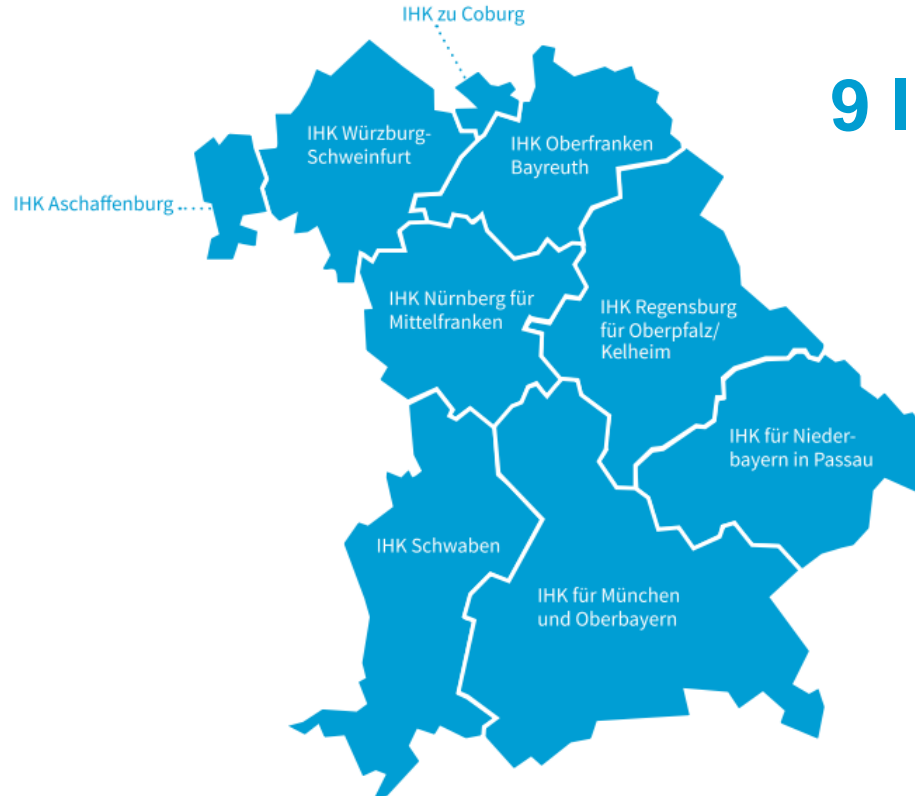 IHK zu Coburg
9 I
IHK Würzburg-
Schweinfurt
IHK Oberfranken
Bayreuth
IHK Aschaffenburg
IHK Nürnberg für
Mittelfranken
IHK Regensburg
für Oberpfalz/
Kelheim
IHK für Nieder-
bayern in Passau
IHK Schwaben
IHK für München
und Oberbayern